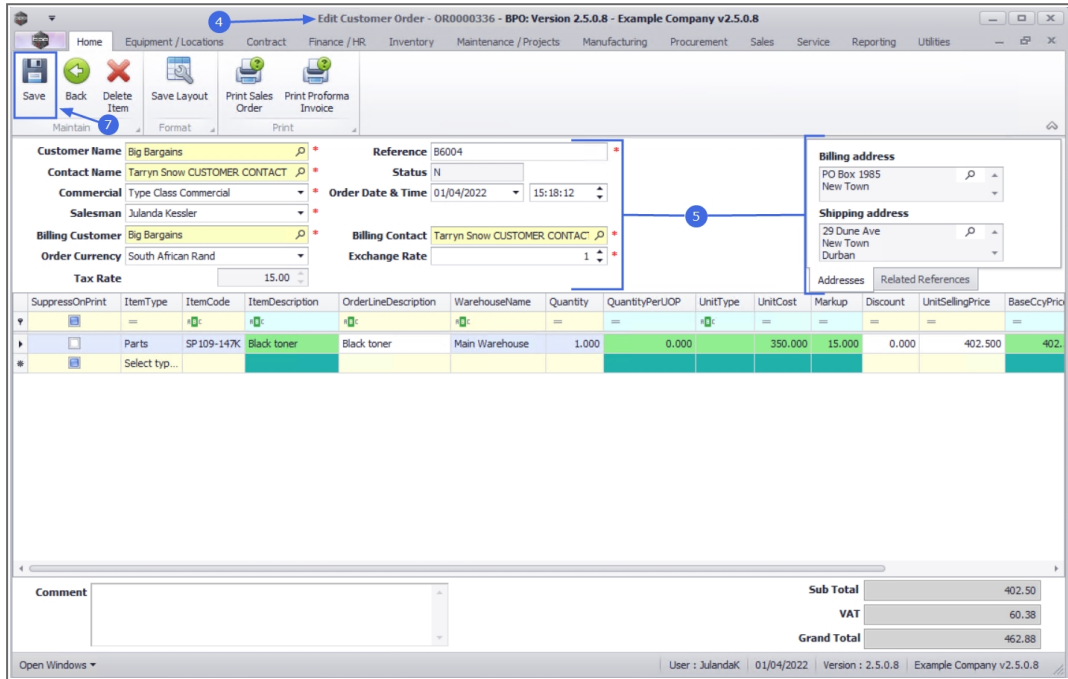 4
Edit Customer Order - OR0000336 - BPO: Version 2.5.0.8 - Example Company v2.5.0.8
Home Equipment / Locations Contract Finance / HR Inventory Maintenance / Projects Manufacturing Procurement Sales Service Reporting Utilities
Save Back Delete Item Save Layout Print Sales Order Print Proforma Invoice
Maintain 7 Format Print
Customer Name Big Bargains * Reference B6004 *
Contact Name Tarryn Snow CUSTOMER CONTACT * Status N
Commercial Type Class Commercial * Order Date & Time 01/04/2022 15:18:12
Salesman Julanda Kessler *
Billing Customer Big Bargains * Billing Contact Tarryn Snow CUSTOMER CONTACT *
Order Currency South African Rand Exchange Rate 1 *
Tax Rate 15.00
5
Billing address
PO Box 1985
New Town
Shipping address
29 Dune Ave
New Town
Durban
Addresses Related References
SuppressOnPrint ItemType ItemCode ItemDescription OrderLineDescription WarehouseName Quantity QuantityPerUOP UnitType UnitCost Markup Discount UnitSellingPrice BaseCcyPrice
Parts SP109-147K Black toner Black toner Main Warehouse 1.000 0.000 350.000 15.000 0.000 402.500 402.
Select typ...
Comment
Sub Total 402.50
VAT 60.38
Grand Total 462.88
Open Windows User : JulandaK 01/04/2022 Version : 2.5.0.8 Example Company v2.5.0.8